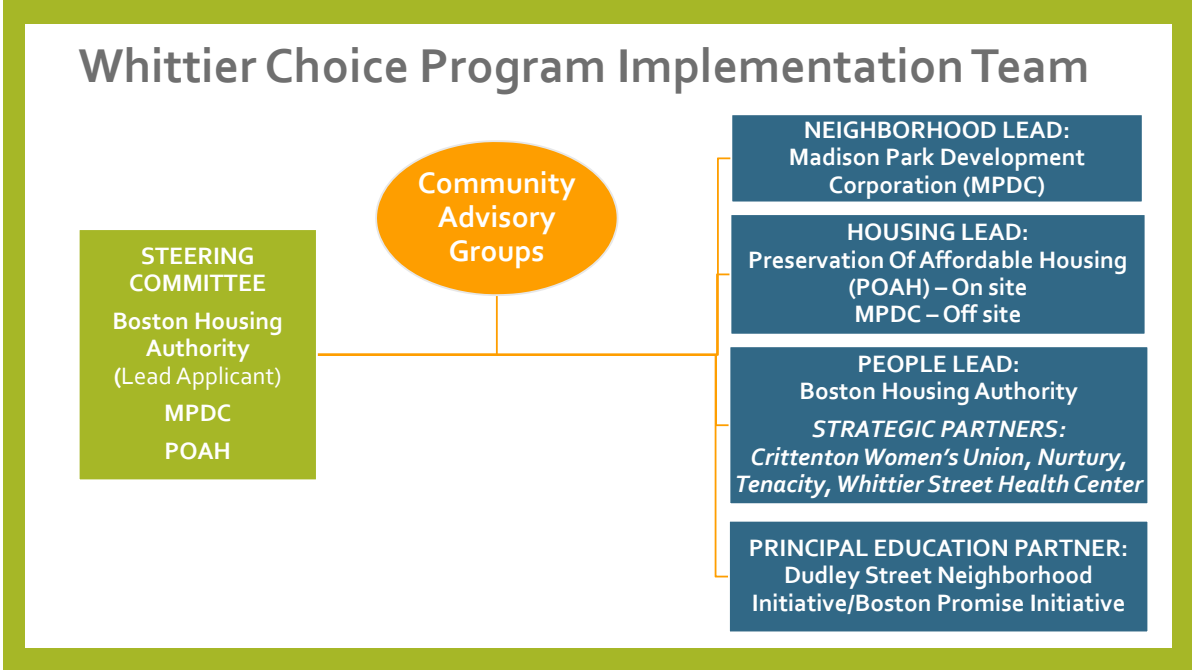 Whittier Choice Program Implementation Team
Community
Advisory
Groups
STEERING
COMMITTEE
Boston Housing
Authority
(Lead Applicant)
MPDC
POAH
NEIGHBORHOOD LEAD:
Madison Park Development
Corporation (MPDC)
HOUSING LEAD:
Preservation Of Affordable Housing
(POAH) – On site
MPDC – Off site
PEOPLE LEAD:
Boston Housing Authority
STRATEGIC PARTNERS:
Crittenton Women's Union, Nurtury,
Tenacity, Whittier Street Health Center
PRINCIPAL EDUCATION PARTNER:
Dudley Street Neighborhood
Initiative/Boston Promise Initiative